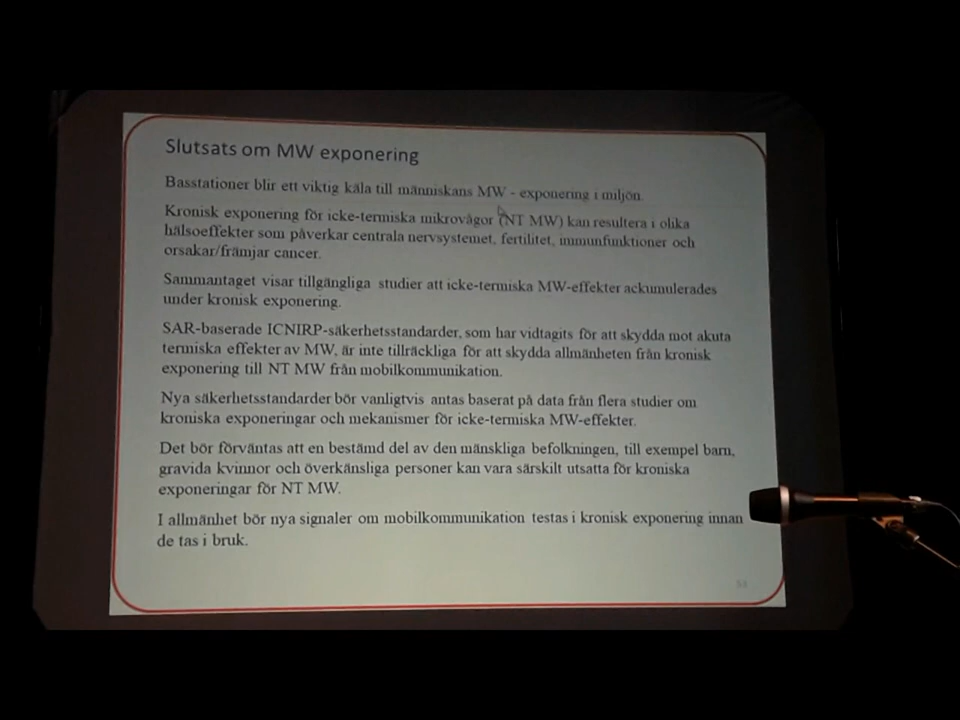 Slutsats om MW exponering
Basstationer blir ett viktig käla till människans MW - exponering i miljön.
Kronisk exponering för icke-termiska mikrovågor (NT MW) kan resultera i olika
hälsoeffekter som påverkar centrala nervsystemet, fertilitet, immunfunktioner och
orsakar/främjar cancer.
Sammantaget visar tillgängliga studier att icke-termiska MW-effekter ackumulerades
under kronisk exponering.
SAR-baserade ICNIRP-säkerhetsstandarder, som har vidtagits för att skydda mot akuta
termiska effekter av MW, är inte tillräckliga för att skydda allmänheten från kronisk
exponering till NT MW från mobilkommunikation.
Nya säkerhetsstandarder bör vanligtvis antas baserat på data från flera studier om
kroniska exponeringar och mekanismer för icke-termiska MW-effekter.
Det bör förväntas att en bestämd del av den mänskliga befolkningen, till exempel barn,
gravida kvinnor och överkänsliga personer kan vara särskilt utsatta för kroniska
exponeringar för NT MW.
I allmänhet bör nya signaler om mobilkommunikation testas i kronisk exponering innan
de tas i bruk.